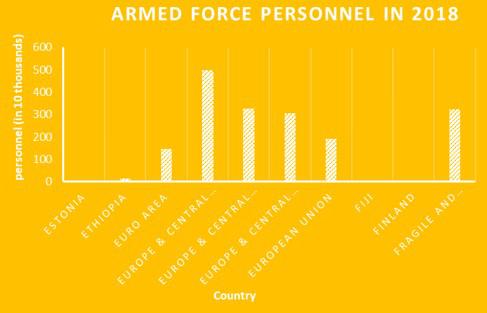 ARMED FORCE PERSONNEL IN 2018
personnel (in 10 thousands)
600
500
400
300
200
100
0
ESTONIA
ETHIOPIA
EURO AREA
EUROPE & CENTRAL...
EUROPE & CENTRAL...
EUROPE & CENTRAL...
EUROPEAN UNION
FIJI
FINLAND
FRAGILE AND...
Country